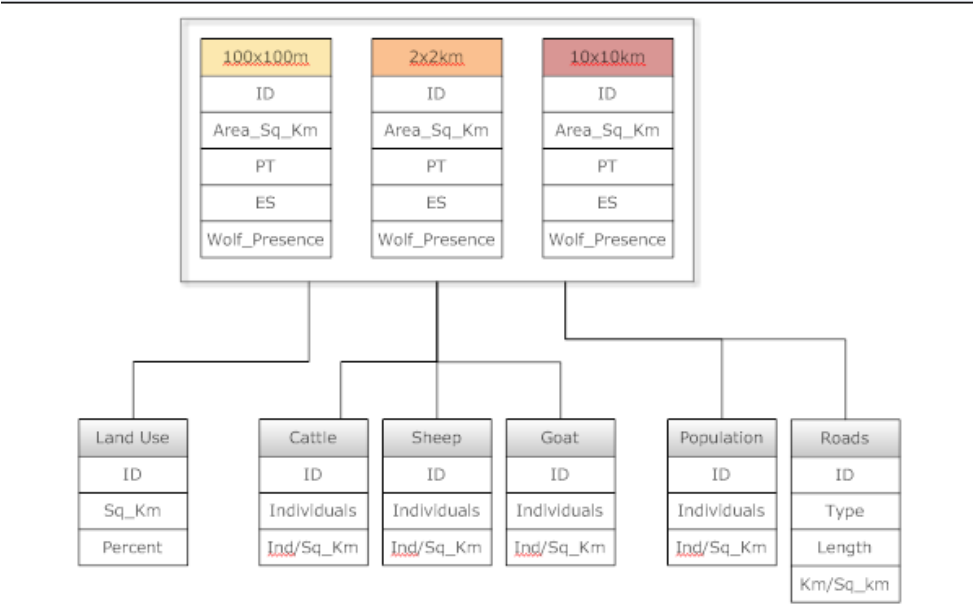 100x100m
ID
Area_Sq_Km
PT
ES
Wolf_Presence
2x2km
ID
Area_Sq_Km
PT
ES
Wolf_Presence
10x10km
ID
Area_Sq_Km
PT
ES
Wolf_Presence
Land Use
ID
Sq_Km
Percent
Cattle
ID
Individuals
Ind/Sq_Km
Sheep
ID
Individuals
Ind/Sq_Km
Goat
ID
Individuals
Ind/Sq_Km
Population
ID
Individuals
Ind/Sq_Km
Roads
ID
Type
Length
Km/Sq_km